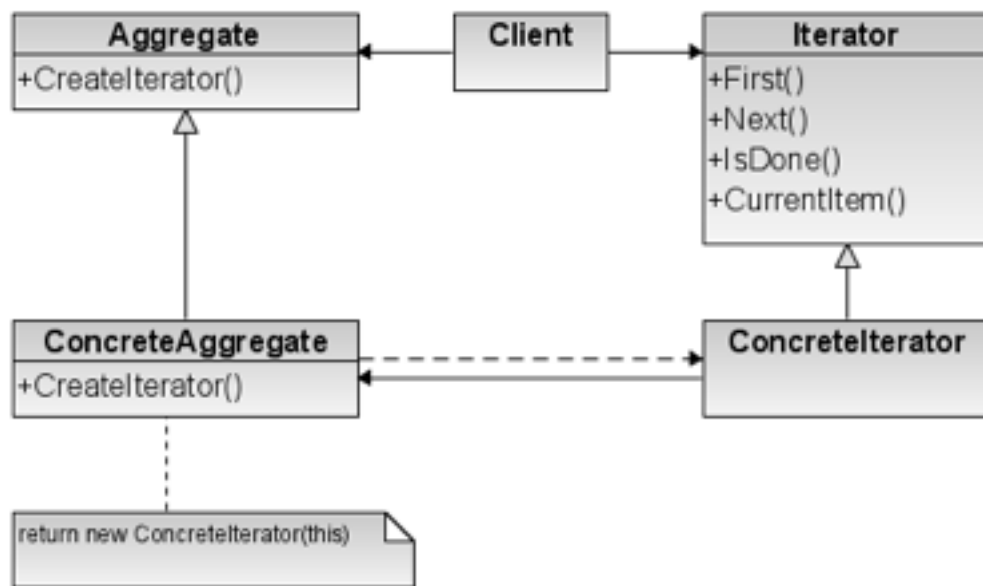 Aggregate
+CreateIterator()
Client
Iterator
+First()
+Next()
+IsDone()
+CurrentItem()
ConcreteAggregate
+CreateIterator()
ConcreteIterator
return new ConcreteIterator(this)